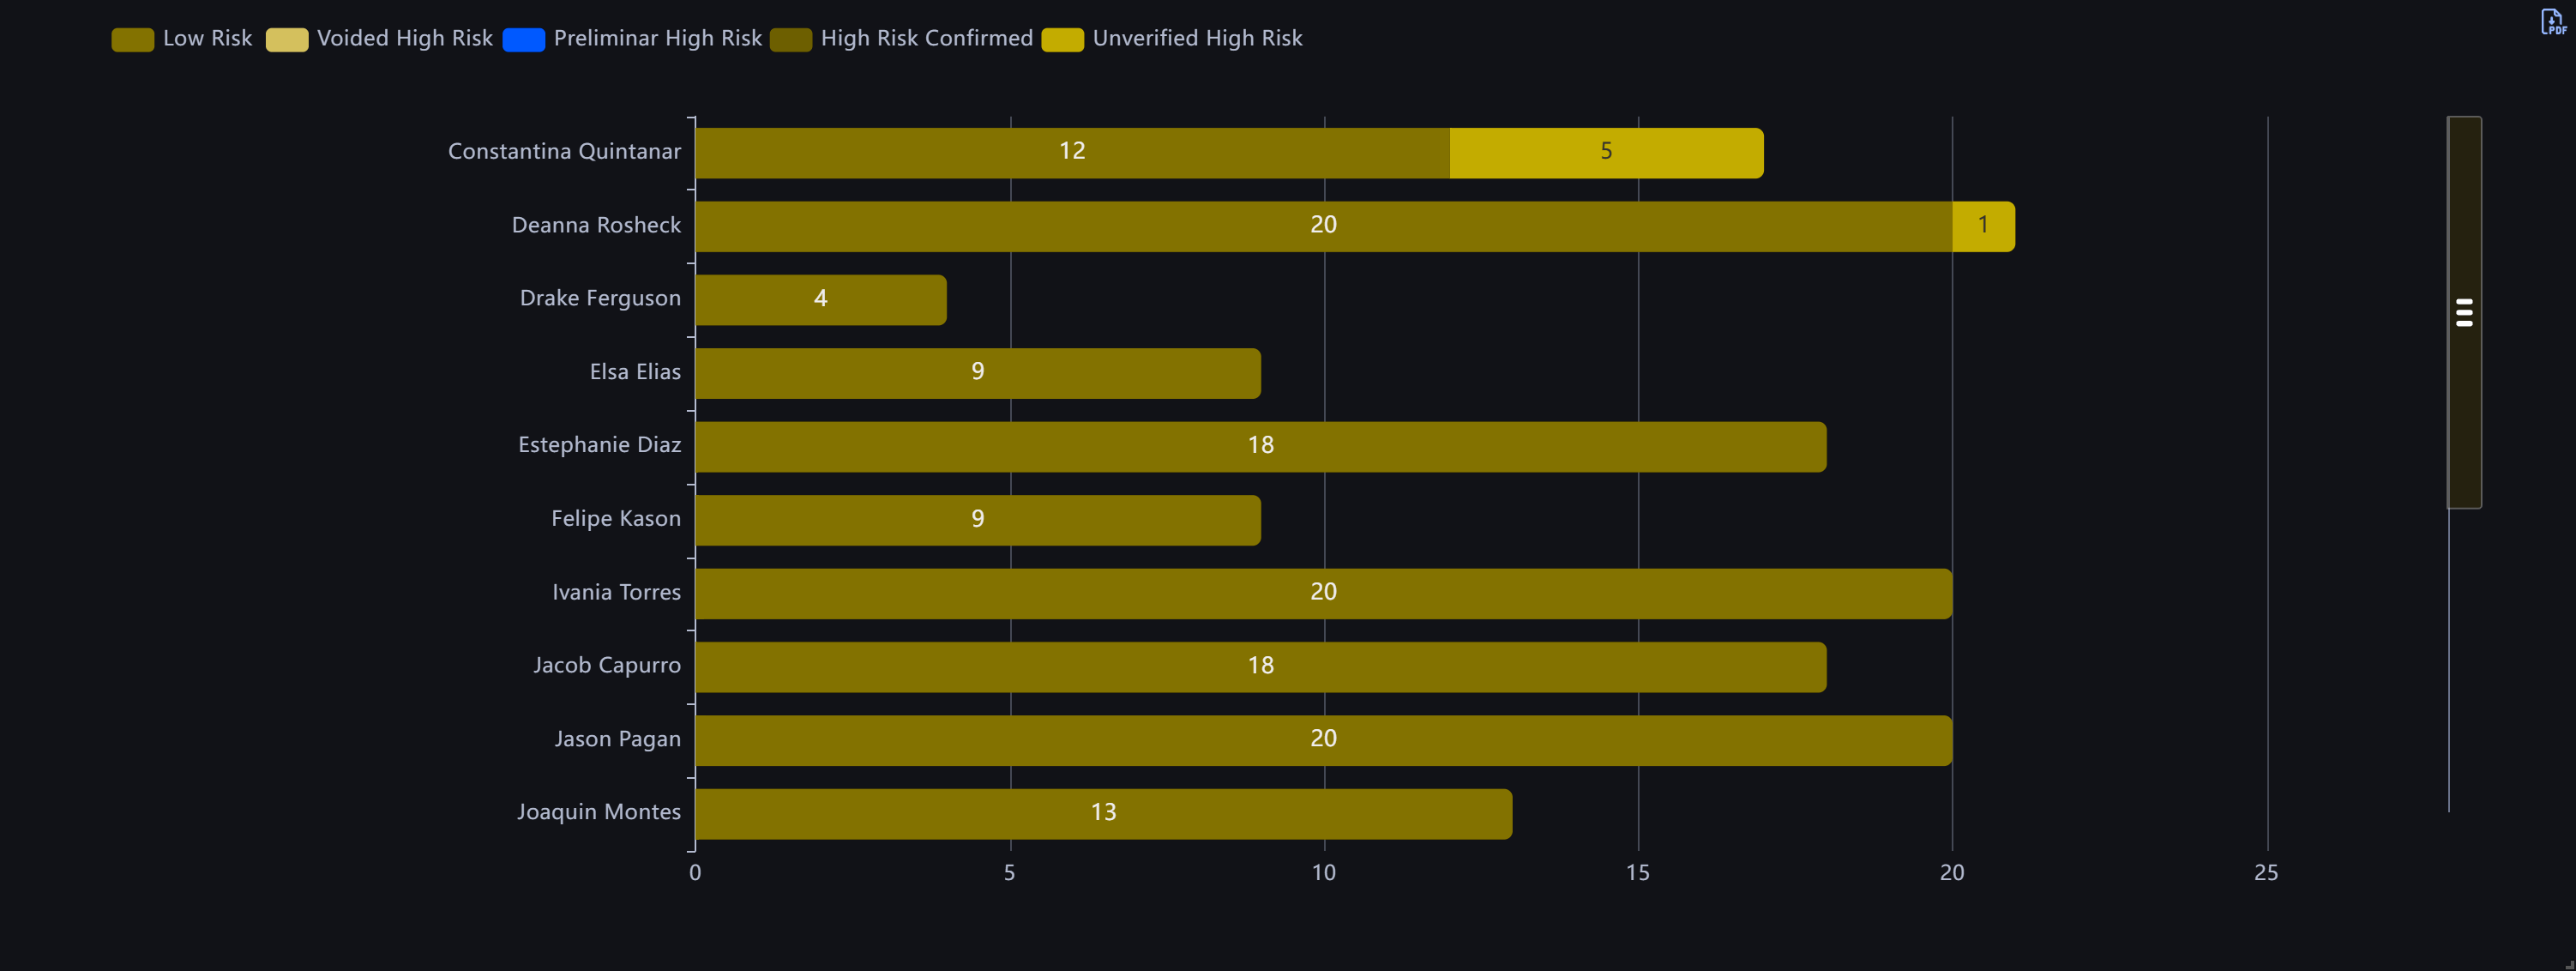 Low Risk Voided High Risk Preliminar High Risk High Risk Confirmed Unverified High Risk
PDF
Constantina Quintanar 12 5
Deanna Rosheck 20 1
Drake Ferguson 4
Elsa Elias 9
Estephanie Diaz 18
Felipe Kason 9
Ivania Torres 20
Jacob Capurro 18
Jason Pagan 20
Joaquin Montes 13
0 5 10 15 20 25